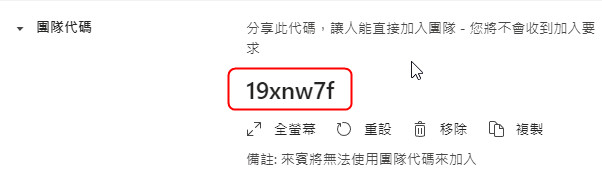 團隊代碼
分享此代碼，讓人能直接加入團隊 - 您將不會收到加入要
求
19xnw7f
全螢幕 重設 移除 複製
備註: 來賓將無法使用團隊代碼來加入